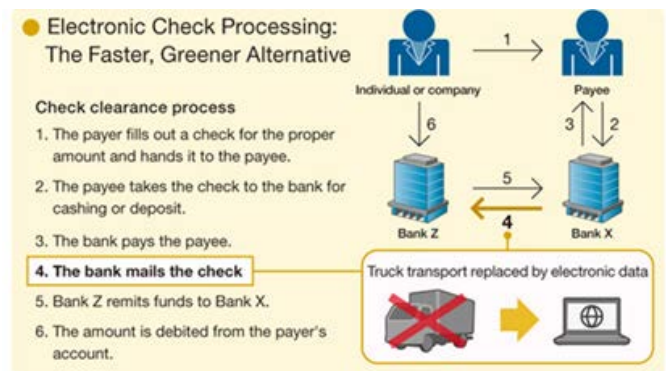 Electronic Check Processing:
The Faster, Greener Alternative
Check clearance process
1. The payer fills out a check for the proper
amount and hands it to the payee.
2. The payee takes the check to the bank for
cashing or deposit.
3. The bank pays the payee.
4. The bank mails the check
5. Bank Z remits funds to Bank X.
6. The amount is debited from the payer's
account.
1
Individual or company
Payee
6
3
2
5
4
Bank Z
Bank X
Truck transport replaced by electronic data